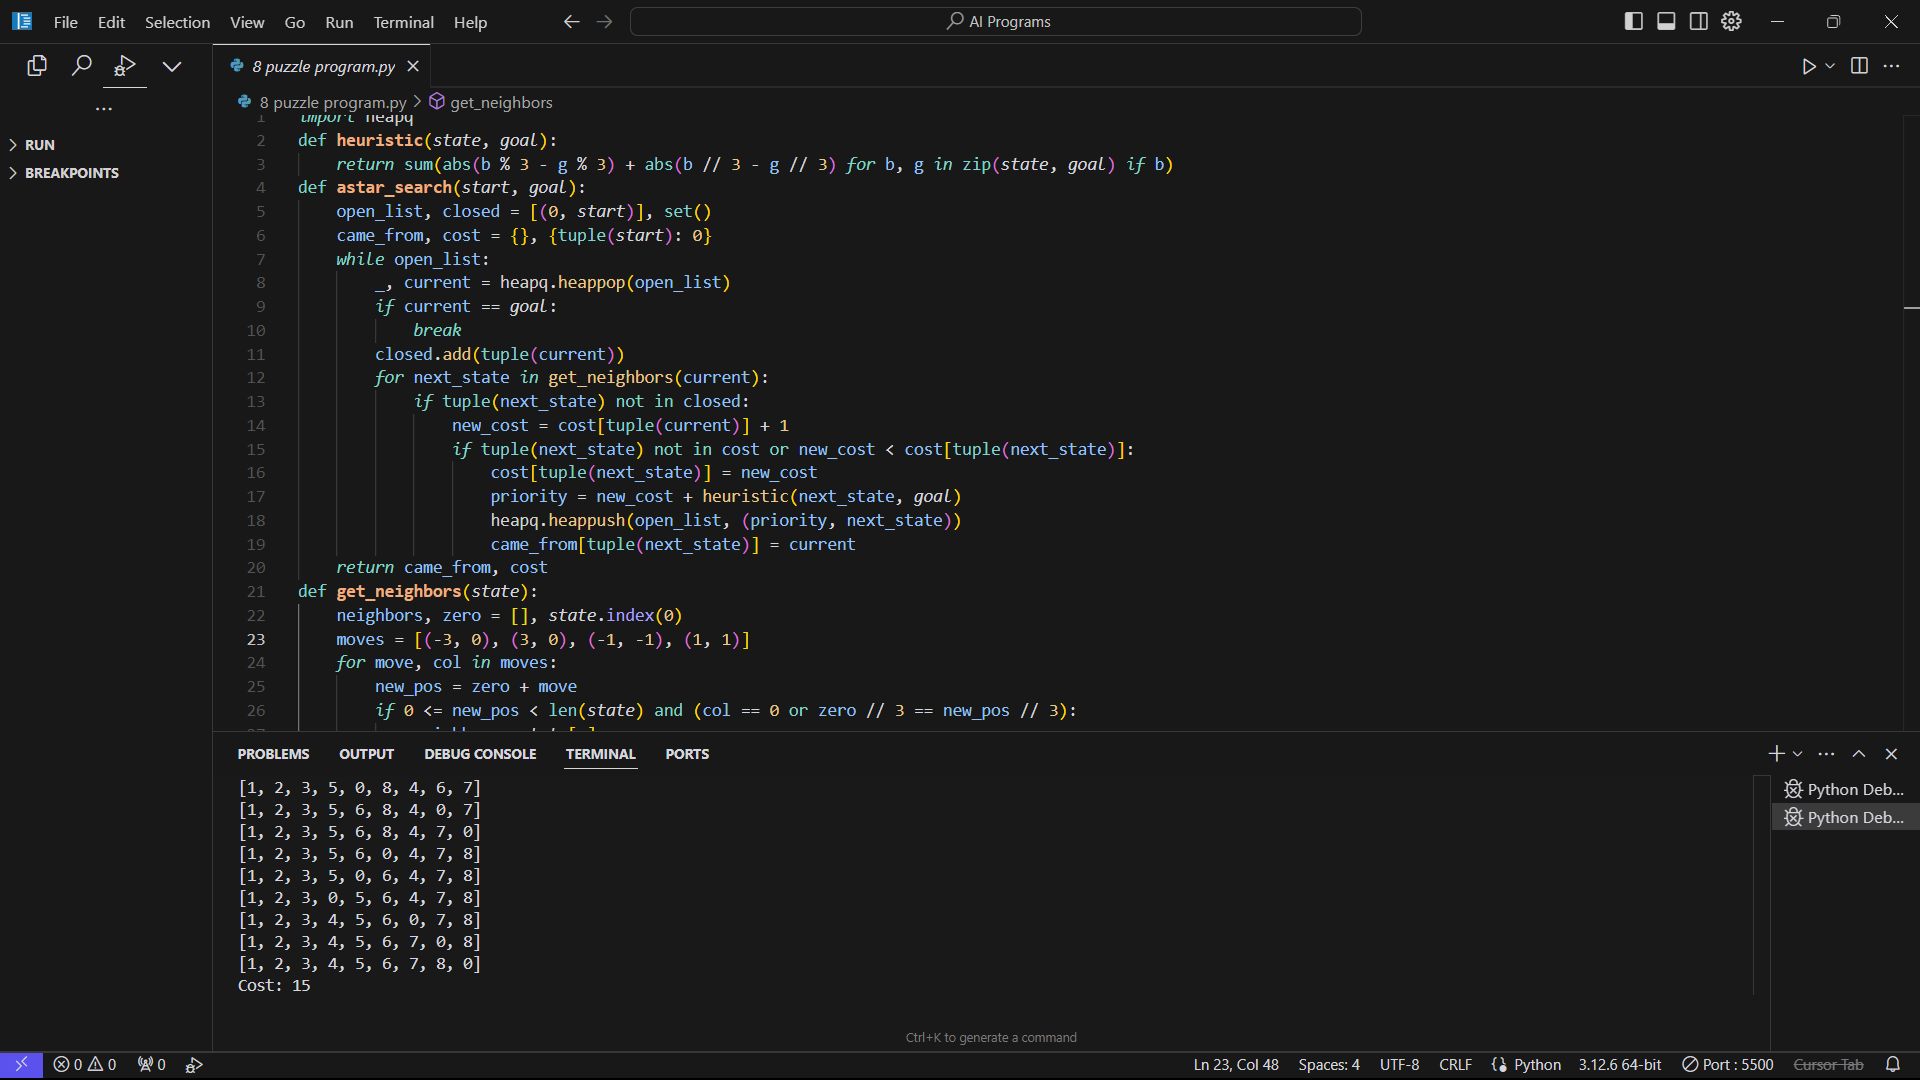 File Edit Selection View Go Run Terminal Help
AI Programs
8 puzzle program.py
8 puzzle program.py > get_neighbors
RUN
BREAKPOINTS
1 import heapq
2 def heuristic(state, goal):
3 return sum(abs(b % 3 - g % 3) + abs(b // 3 - g // 3) for b, g in zip(state, goal) if b)
4 def astar_search(start, goal):
5 open_list, closed = [(0, start)], set()
6 came_from, cost = {}, {tuple(start): 0}
7 while open_list:
8 _, current = heapq.heappop(open_list)
9 if current == goal:
10 break
11 closed.add(tuple(current))
12 for next_state in get_neighbors(current):
13 if tuple(next_state) not in closed:
14 new_cost = cost[tuple(current)] + 1
15 if tuple(next_state) not in cost or new_cost < cost[tuple(next_state)]:
16 cost[tuple(next_state)] = new_cost
17 priority = new_cost + heuristic(next_state, goal)
18 heapq.heappush(open_list, (priority, next_state))
19 came_from[tuple(next_state)] = current
20 return came_from, cost
21 def get_neighbors(state):
22 neighbors, zero = [], state.index(0)
23 moves = [(-3, 0), (3, 0), (-1, -1), (1, 1)]
24 for move, col in moves:
25 new_pos = zero + move
26 if 0 <= new_pos < len(state) and (col == 0 or zero // 3 == new_pos // 3):
PROBLEMS OUTPUT DEBUG CONSOLE TERMINAL PORTS
[1, 2, 3, 5, 0, 8, 4, 6, 7]
[1, 2, 3, 5, 6, 8, 4, 0, 7]
[1, 2, 3, 5, 6, 8, 4, 7, 0]
[1, 2, 3, 5, 6, 0, 4, 7, 8]
[1, 2, 3, 5, 0, 6, 4, 7, 8]
[1, 2, 3, 0, 5, 6, 4, 7, 8]
[1, 2, 3, 4, 5, 6, 0, 7, 8]
[1, 2, 3, 4, 5, 6, 7, 0, 8]
[1, 2, 3, 4, 5, 6, 7, 8, 0]
Cost: 15
Python Deb...
Python Deb...
Ctrl+K to generate a command
0 0 0 Ln 23, Col 48 Spaces: 4 UTF-8 CRLF Python 3.12.6 64-bit Port : 5500 Cursor Tab